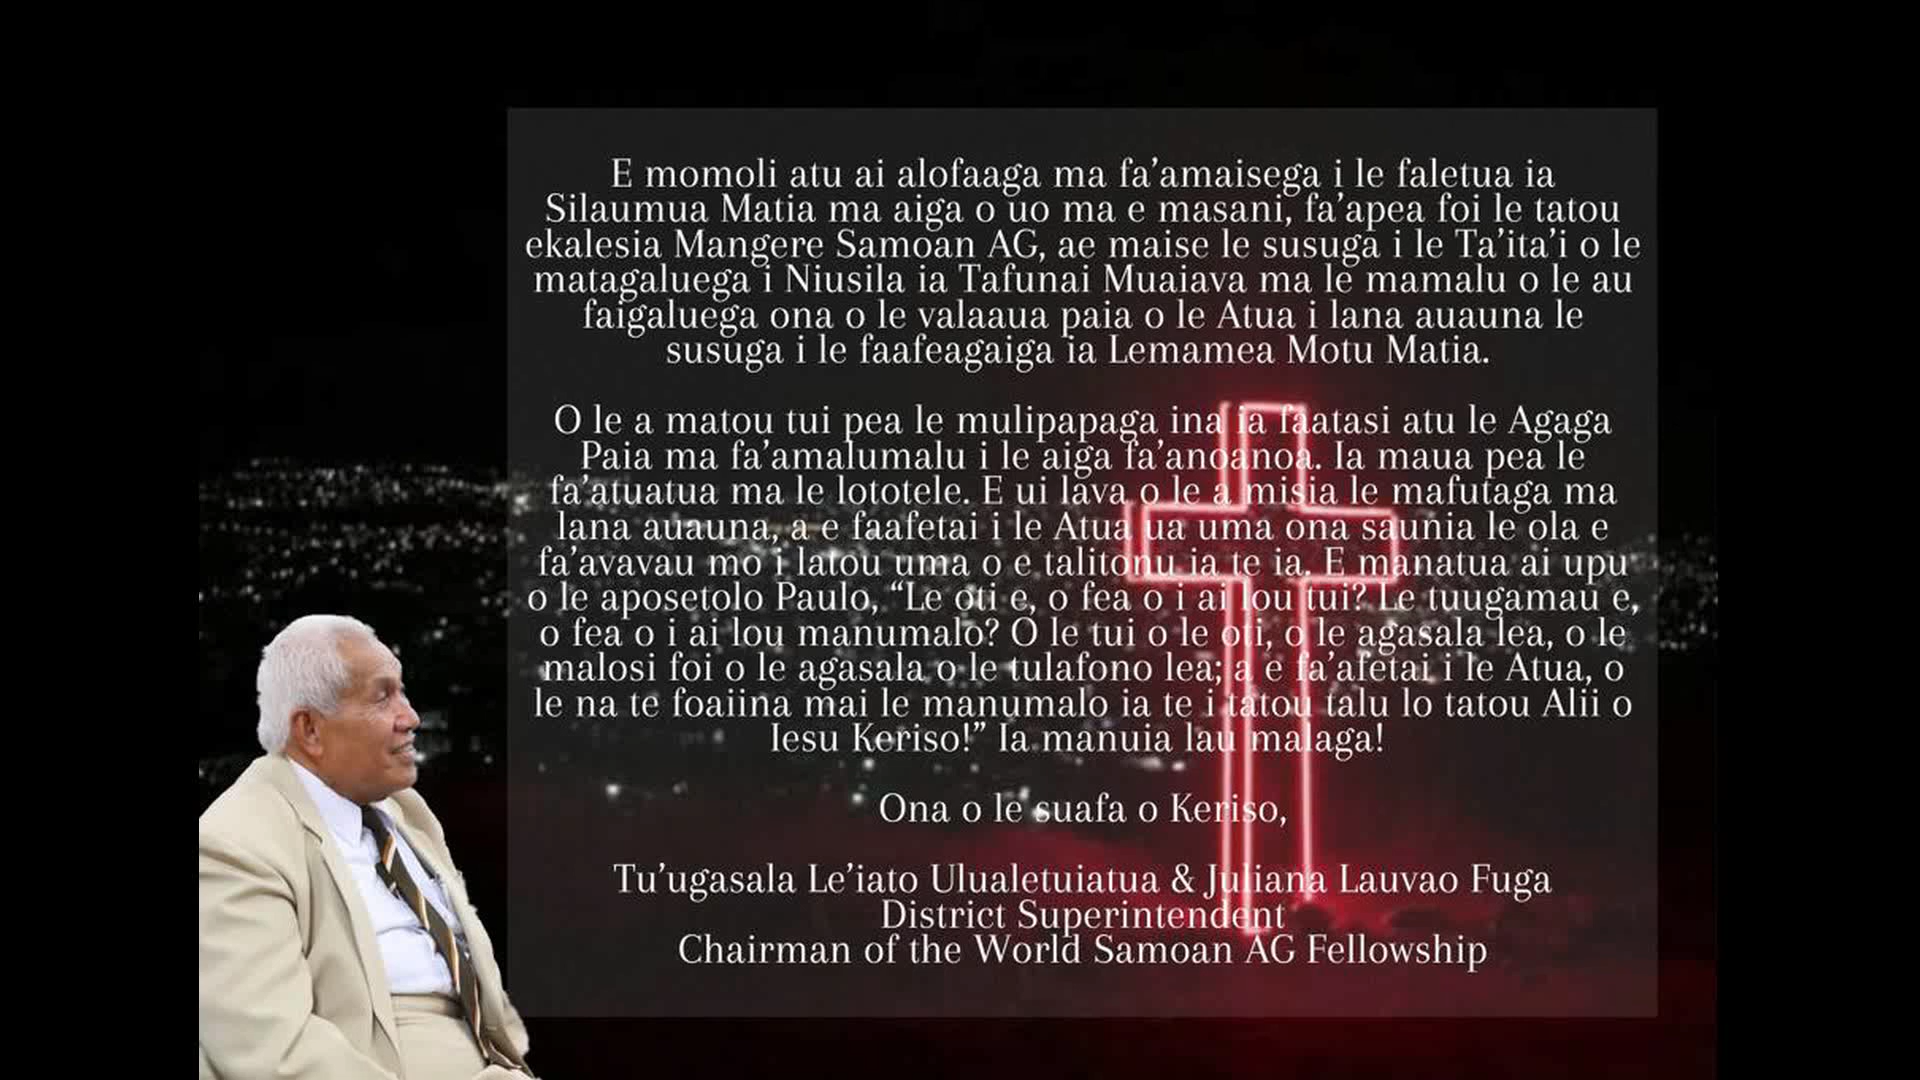 E momoli atu ai alofaaga ma fa’amaisega i le faletua ia
Silaumua Matia ma aiga o uo ma e masani, fa’apea foi le tatou
ekalesia Mangere Samoan AG, ae maise le susuga i le Ta’ita’i o le
matagaluega i Niusila ia Tafunai Muaiava ma le mamalu o le au
faigaluega ona o le valaaua paia o le Atua i lana auauna le
susuga i le faafeagaiga ia Lemamea Motu Matia.
O le a matou tui pea le mulipapaga ina ia faatasi atu le Agaga
Paia ma fa’amalumalu i le aiga fa’anoanoa. Ia maua pea le
fa’atuatua ma le lototele. E ui lava o le a misia le mafutaga ma
lana auauna, a e faafetai i le Atua ua uma ona saunia le ola e
fa’avavau mo i latou uma o e talitonu ia te ia. E manatua ai upu
o le aposetolo Paulo, “Le oti e, o fea o i ai lou tui? Le tuugamau e,
o fea o i ai lou manumalo? O le tui o le oti, o le agasala lea, o le
malosi foi o le agasala o le tulafono lea; a e fa’afetai i le Atua, o
le na te foaiina mai le manumalo ia te i tatou talu lo tatou Alii o
Iesu Keriso!” Ia manuia lau malaga!
Ona o le suafa o Keriso,
Tu’ugasala Le’iato Ulualetuiatua & Juliana Lauvao Fuga
District Superintendent
Chairman of the World Samoan AG Fellowship